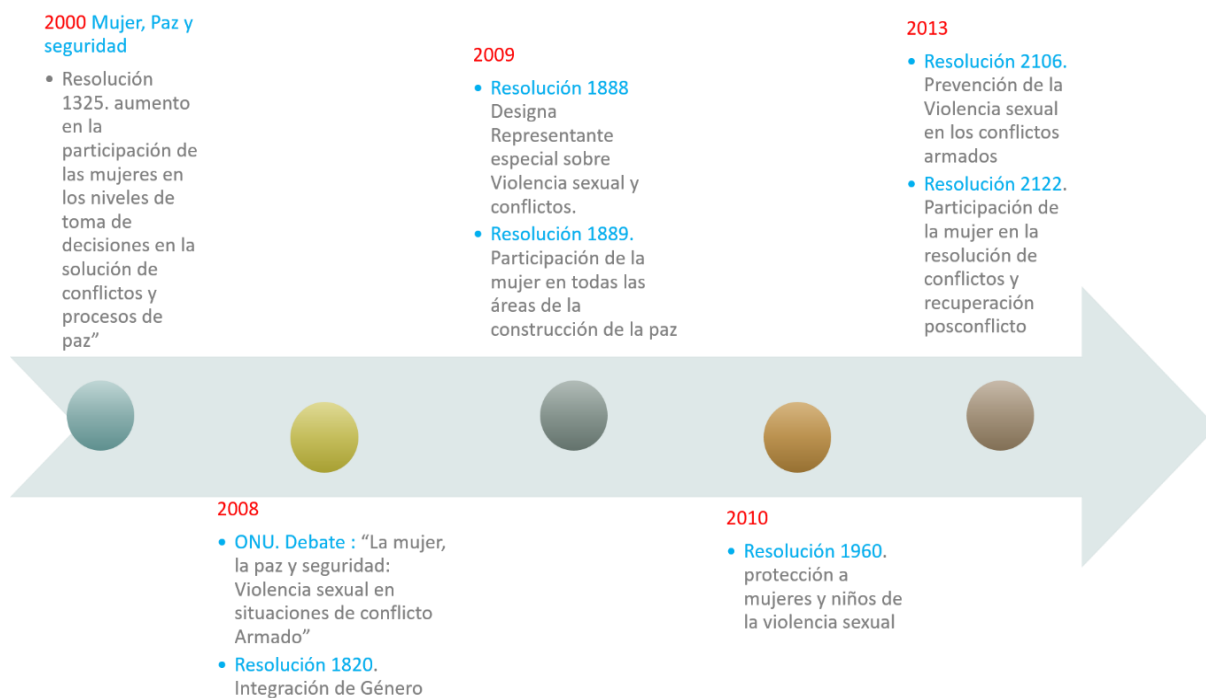 2000 Mujer, Paz y
seguridad
• Resolución
1325. aumento
en la
participación de
las mujeres en
los niveles de
toma de
decisiones en la
solución de
conflictos y
procesos de
paz”
2008
• ONU. Debate : “La mujer,
la paz y seguridad:
Violencia sexual en
situaciones de conflicto
Armado”
• Resolución 1820.
Integración de Género
2009
• Resolución 1888
Designa
Representante
especial sobre
Violencia sexual y
conflictos.
• Resolución 1889.
Participación de la
mujer en todas las
áreas de la
construcción de la paz
2010
• Resolución 1960.
protección a
mujeres y niños de
la violencia sexual
2013
• Resolución 2106.
Prevención de la
Violencia sexual
en los conflictos
armados
• Resolución 2122.
Participación de
la mujer en la
resolución de
conflictos y
recuperación
posconflicto